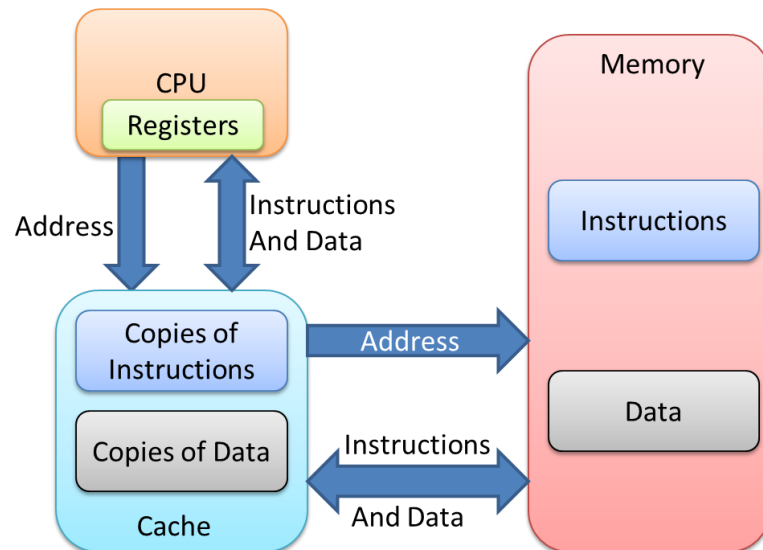 CPU
Registers
Memory
Address
Instructions
And Data
Instructions
Copies of
Instructions
Address
Copies of Data
Instructions
And Data
Data
Cache